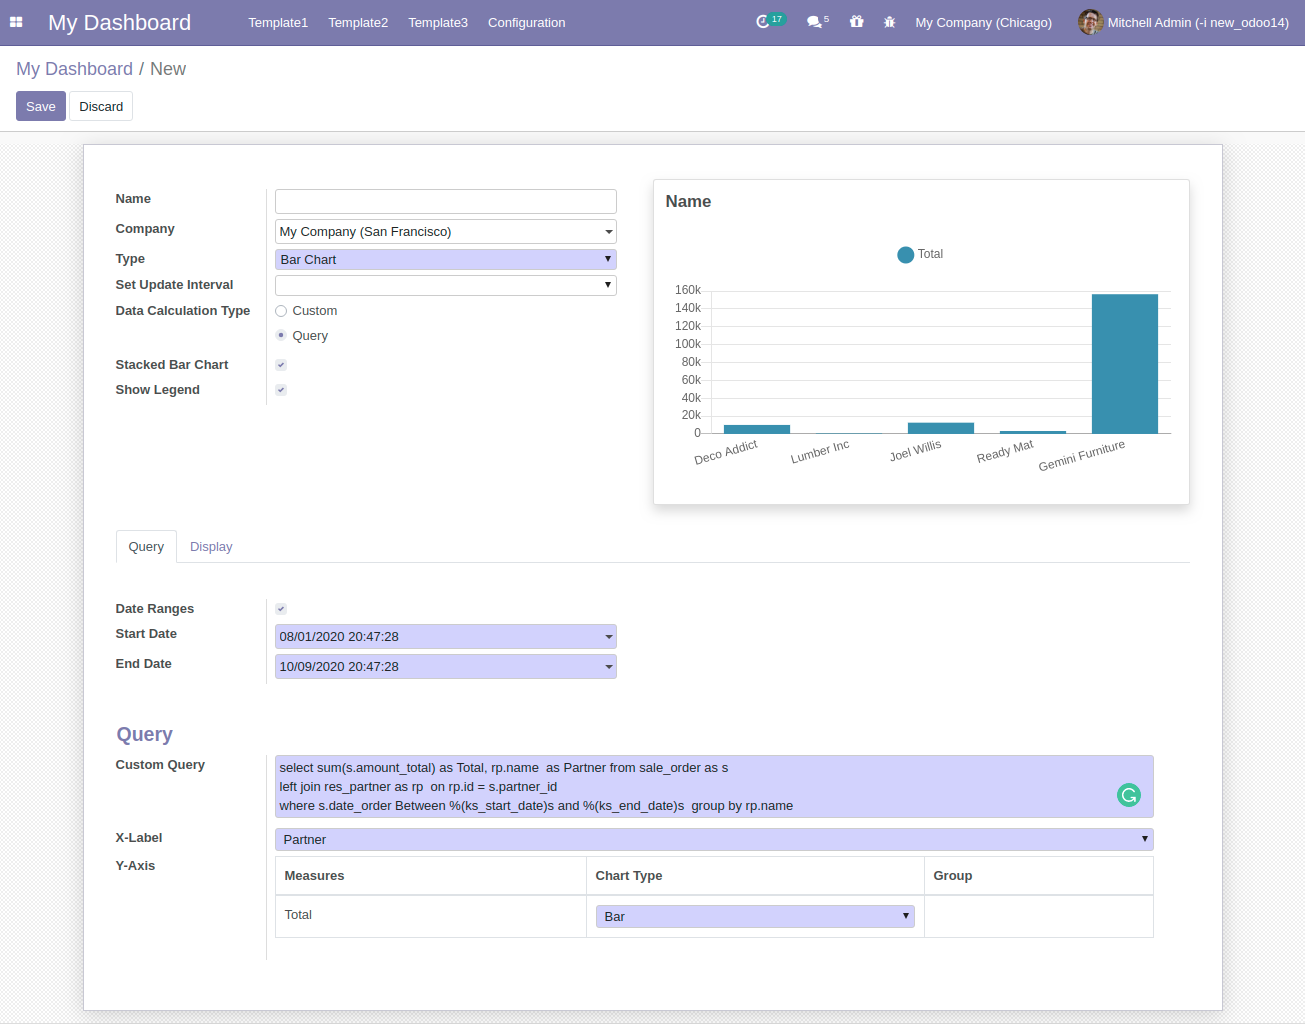 My Dashboard Template1 Template2 Template3 Configuration 17 5 My Company (Chicago) Mitchell Admin (-i new_odoo14)
My Dashboard / New
Save Discard
Name
Company My Company (San Francisco)
Type Bar Chart
Set Update Interval
Data Calculation Type Custom
Query
Stacked Bar Chart
Show Legend
Name
Total
160k
140k
120k
100k
80k
60k
40k
20k
0
Deco Addict Lumber Inc Joel Willis Ready Mat Gemini Furniture
Query Display
Date Ranges
Start Date 08/01/2020 20:47:28
End Date 10/09/2020 20:47:28
Query
Custom Query select sum(s.amount_total) as Total, rp.name  as Partner from sale_order as s
left join res_partner as rp  on rp.id = s.partner_id
where s.date_order Between %(ks_start_date)s and %(ks_end_date)s  group by rp.name
X-Label Partner
Y-Axis
Measures Chart Type Group
Total Bar